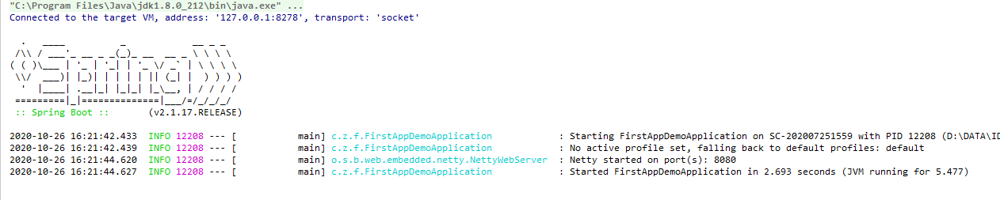 "C:\Program Files\Java\jdk1.8.0_212\bin\java.exe" ...
Connected to the target VM, address: '127.0.0.1:8278', transport: 'socket'
  .   ____          _            __ _ _
 /\\ / ___'_ __ _ _(_)_ __  __ _ \ \ \ \
( ( )\___ | '_ | '_| | '_ \/ _` | \ \ \ \
 \\/  ___)| |_)| | | | | || (_| |  ) ) ) )
  '  |____| .__|_| |_|_| |_\__, | / / / /
 =========|_|==============|___/=/_/_/_/
 :: Spring Boot ::       (v2.1.17.RELEASE)
2020-10-26 16:21:42.433  INFO 12208 --- [           main] c.z.f.FirstAppDemoApplication            : Starting FirstAppDemoApplication on SC-202007251559 with PID 12208 (D:\DATA\ID
2020-10-26 16:21:42.439  INFO 12208 --- [           main] c.z.f.FirstAppDemoApplication            : No active profile set, falling back to default profiles: default
2020-10-26 16:21:44.620  INFO 12208 --- [           main] o.s.b.web.embedded.netty.NettyWebServer  : Netty started on port(s): 8080
2020-10-26 16:21:44.627  INFO 12208 --- [           main] c.z.f.FirstAppDemoApplication            : Started FirstAppDemoApplication in 2.693 seconds (JVM running for 5.477)